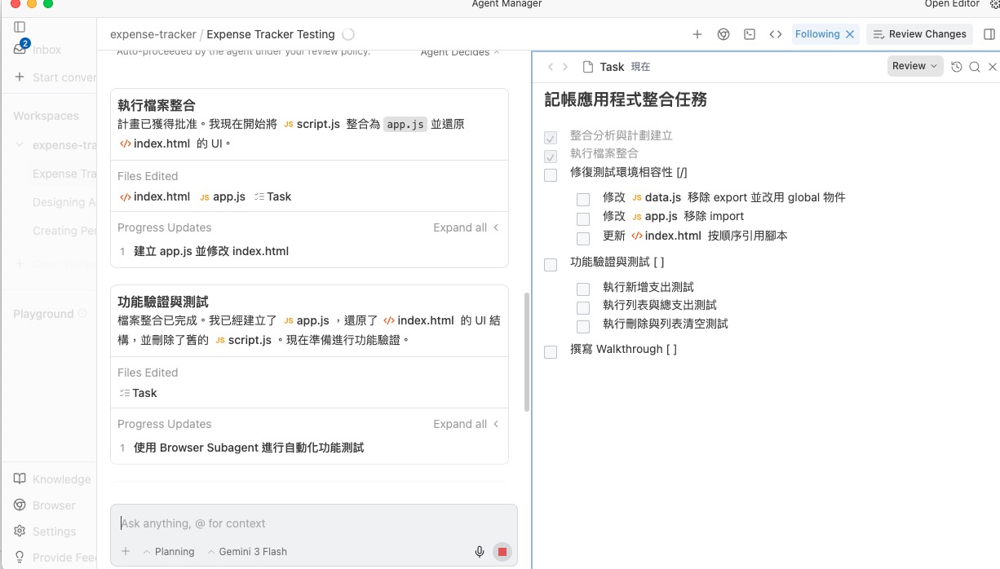 Agent Manager
Open Editor
2
Inbox
Start conver
Workspaces
expense-tra
Expense Tra
Designing A
Creating Per
Playground
Knowledge
Browser
Settings
Provide Fee
expense-tracker / Expense Tracker Testing
Following
Review Changes
Auto-proceeded by the agent under your review policy.
Agent Decides
執行檔案整合
計畫已獲得批准。我現在開始將 JS script.js 整合為 app.js 並還原
</> index.html 的 UI。
Files Edited
</> index.html JS app.js Task
Progress Updates
Expand all
1 建立 app.js 並修改 index.html
功能驗證與測試
檔案整合已完成。我已經建立了 JS app.js ，還原了 </> index.html 的 UI 結
構，並刪除了舊的 JS script.js 。現在準備進行功能驗證。
Files Edited
Task
Progress Updates
Expand all
1 使用 Browser Subagent 進行自動化功能測試
Ask anything, @ for context
Planning
Gemini 3 Flash
Task 現在
Review
記帳應用程式整合任務
整合分析與計劃建立
執行檔案整合
修復測試環境相容性 [/]
修改 JS data.js 移除 export 並改用 global 物件
修改 JS app.js 移除 import
更新 </> index.html 按順序引用腳本
功能驗證與測試 [ ]
執行新增支出測試
執行列表與總支出測試
執行刪除與列表清空測試
撰寫 Walkthrough [ ]